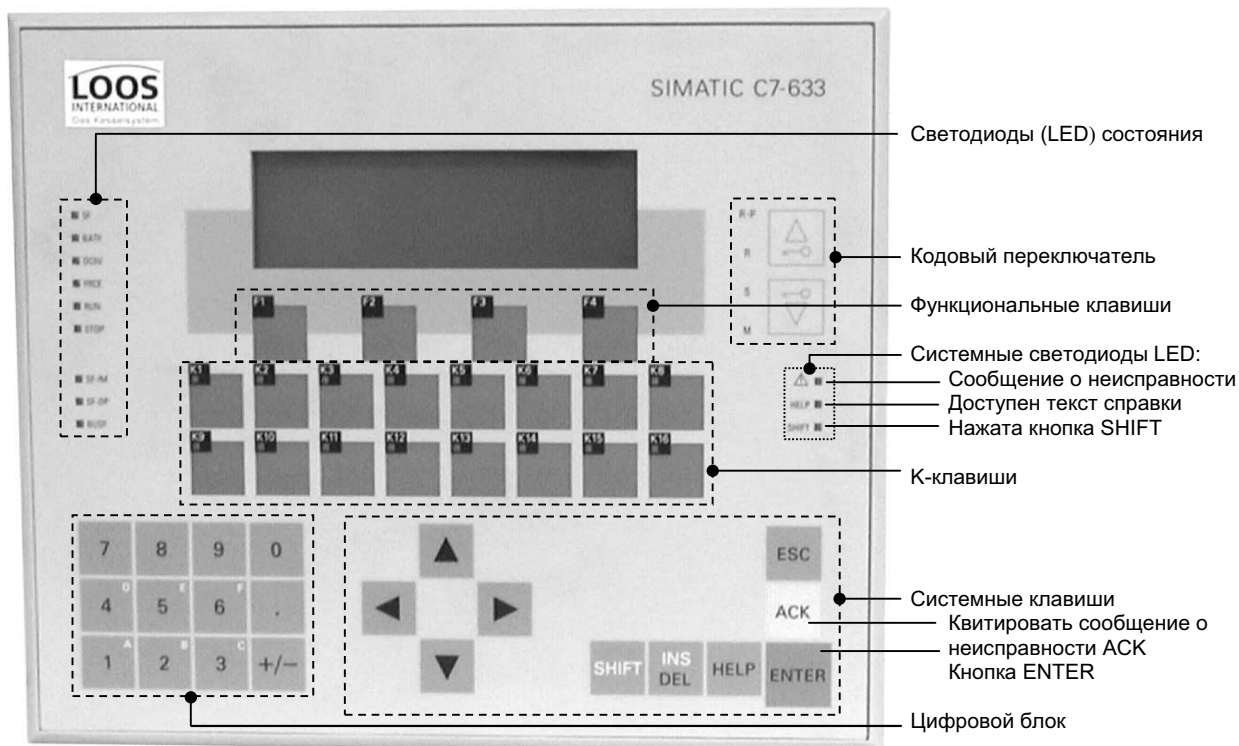 LOOS
INTERNATIONAL
Das Kesselsystem
SIMATIC C7-633
Светодиоды (LED) состояния
SF
BATF
DC5V
FRCE
RUN
STOP
SF-IM
SF-DP
BUSF
R-P
R
S
M
Кодовый переключатель
Функциональные клавиши
F1 F2 F3 F4
Системные светодиоды LED:
Сообщение о неисправности
HELP
Доступен текст справки
SHIFT
Нажата кнопка SHIFT
K1 K2 K3 K4 K5 K6 K7 K8
K9 K10 K11 K12 K13 K14 K15 K16
K-клавиши
7 8 9 0
4 D 5 E 6 F .
1 A 2 B 3 C +/−
ESC
ACK
SHIFT INS DEL HELP ENTER
Системные клавиши
Квитировать сообщение о
неисправности ACK
Кнопка ENTER
Цифровой блок